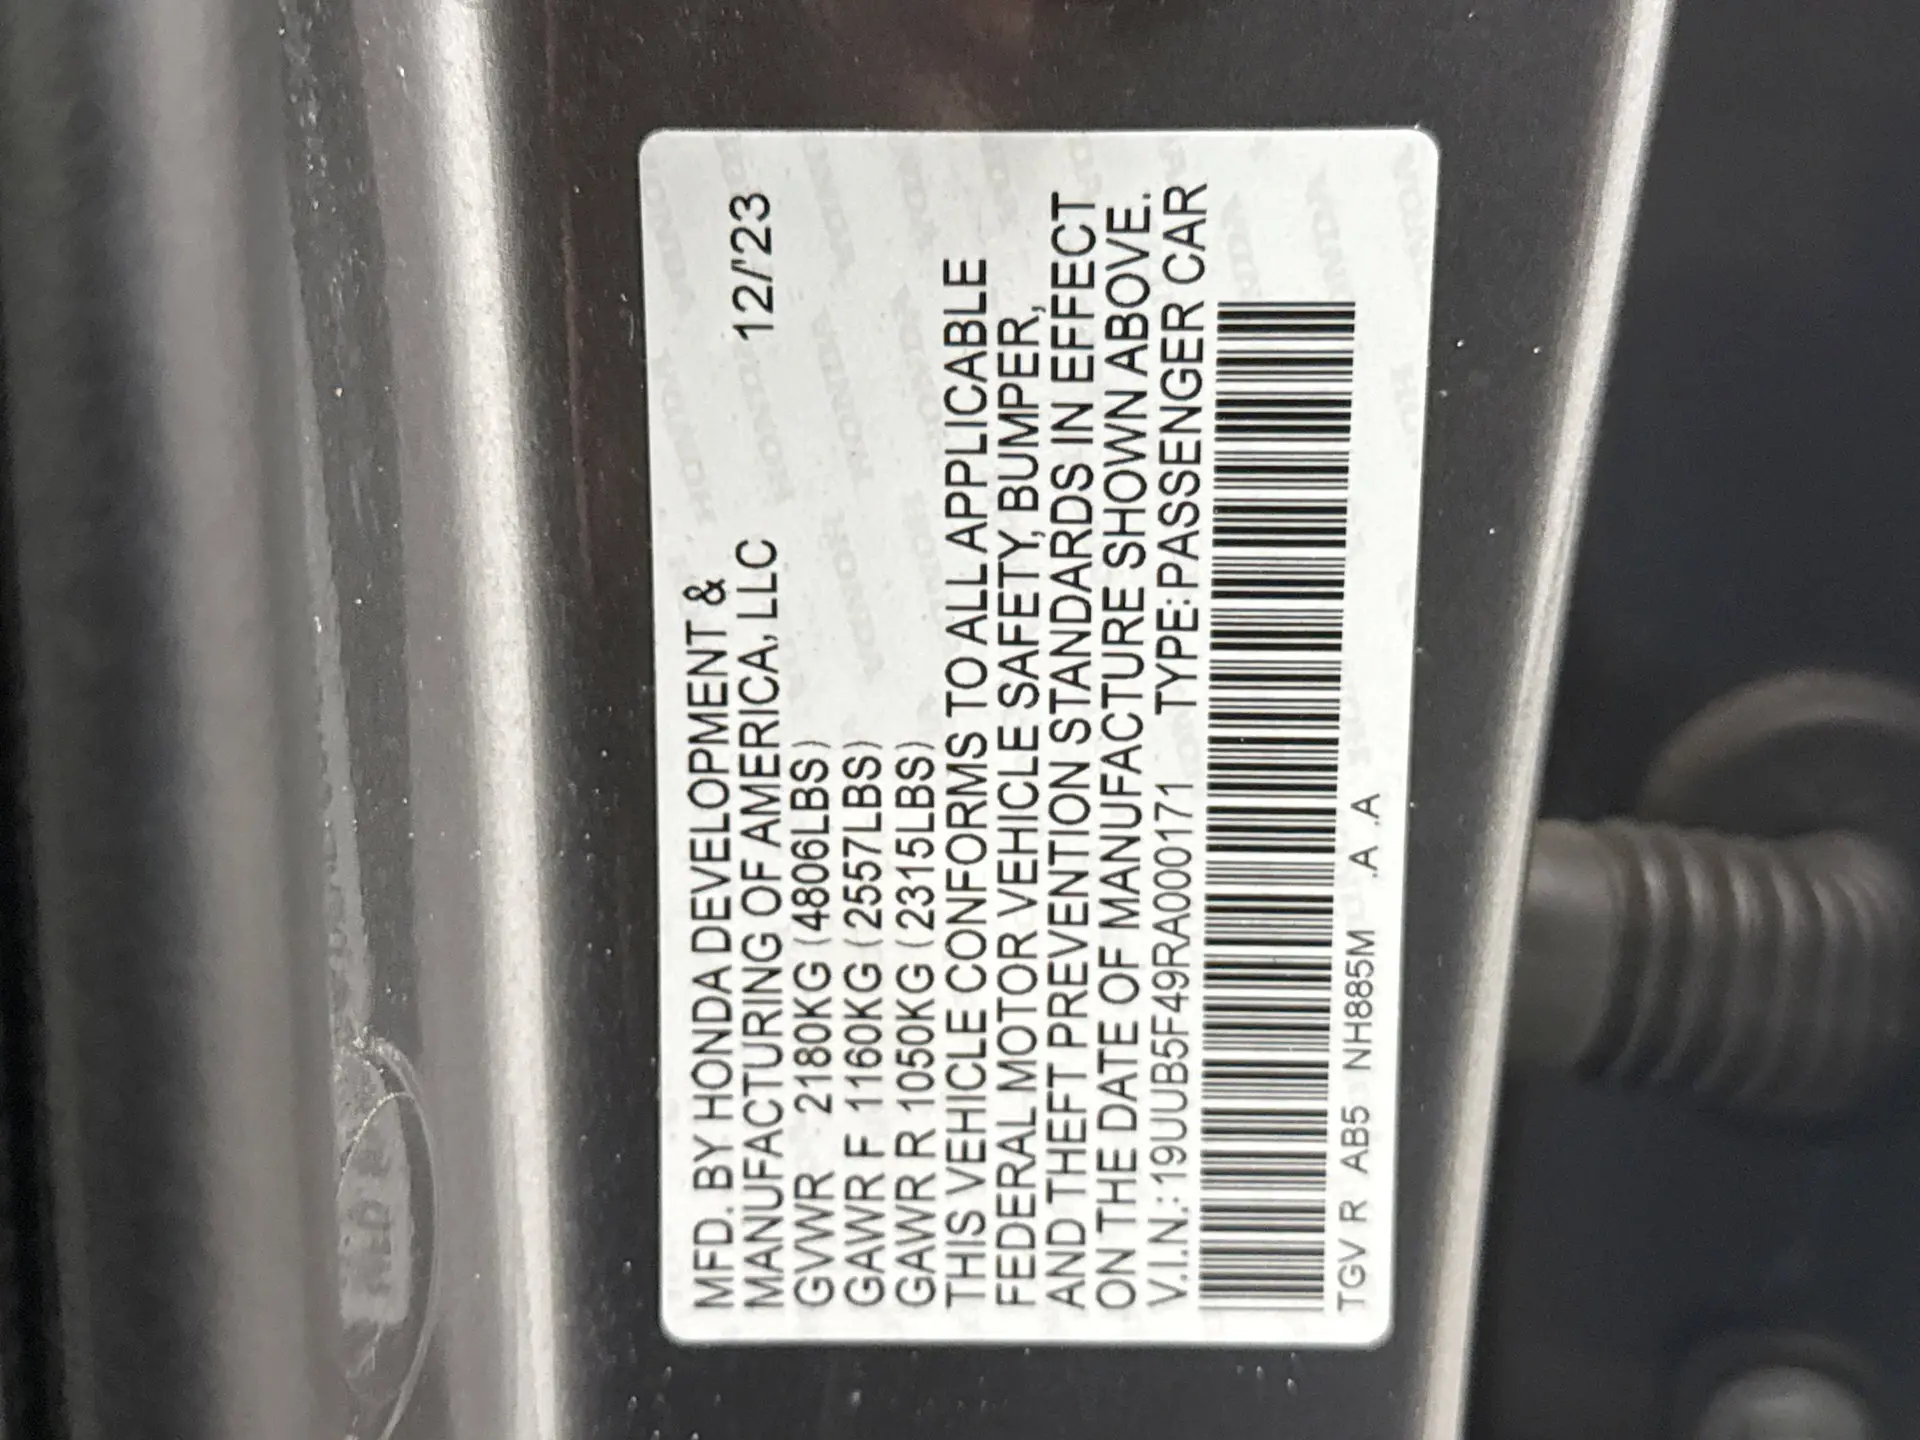 MFD. BY HONDA DEVELOPMENT &
MANUFACTURING OF AMERICA, LLC 12/'23
GVWR 2180KG (4806LBS)
GAWR F 1160KG (2557LBS)
GAWR R 1050KG (2315LBS)
THIS VEHICLE CONFORMS TO ALL APPLICABLE
FEDERAL MOTOR VEHICLE SAFETY, BUMPER,
AND THEFT PREVENTION STANDARDS IN EFFECT
ON THE DATE OF MANUFACTURE SHOWN ABOVE.
V.I.N.:19UUB5F49RA000171 TYPE:PASSENGER CAR
TGV R AB5 NH885M .A .A